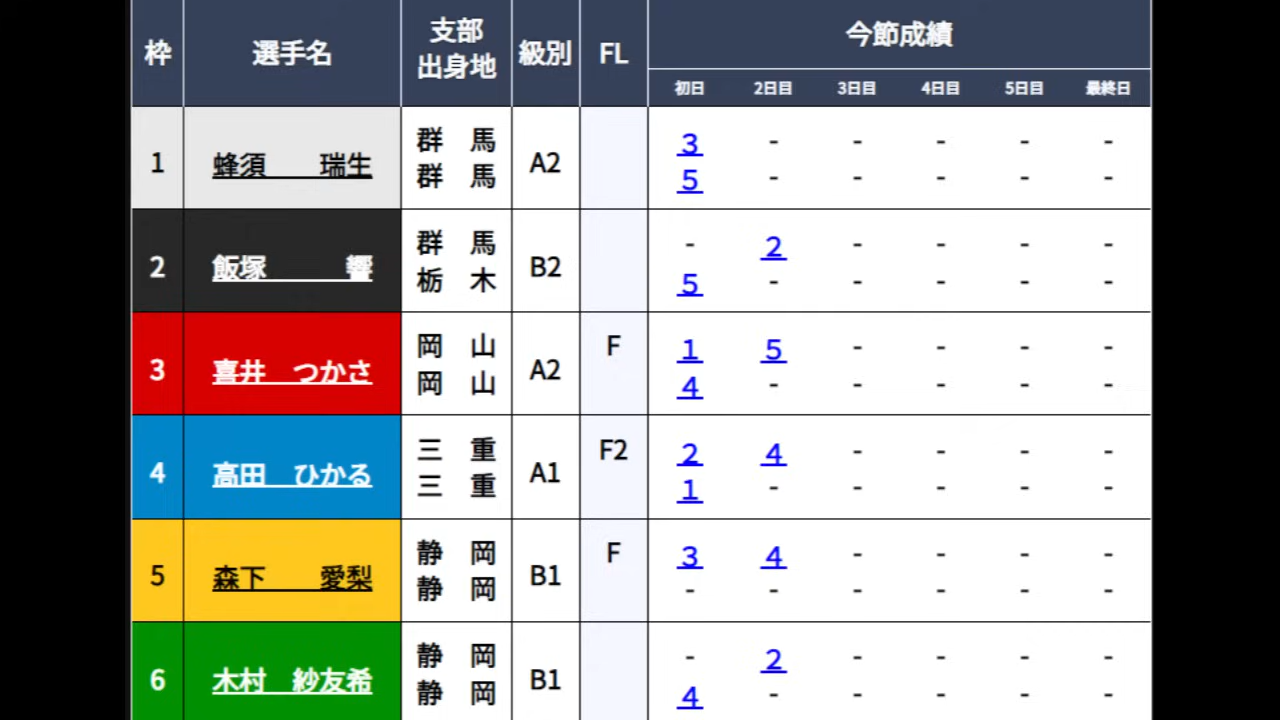 枠 選手名 支部 出身地 級別 FL 今節成績
初日 2日目 3日目 4日目 5日目 最終日
1 蜂須 瑞生 群 馬 A2 3 - - - - -
群 馬 5 - - - - -
2 飯塚 響 群 馬 B2 - 2 - - - -
栃 木 5 - - - - -
3 喜井 つかさ 岡 山 A2 F 1 5 - - - -
岡 山 4 - - - - -
4 高田 ひかる 三 重 A1 F2 2 4 - - - -
三 重 1 - - - - -
5 森下 愛梨 静 岡 B1 F 3 4 - - - -
静 岡 - - - - - -
6 木村 紗友希 静 岡 B1 - 2 - - - -
静 岡 4 - - - - -